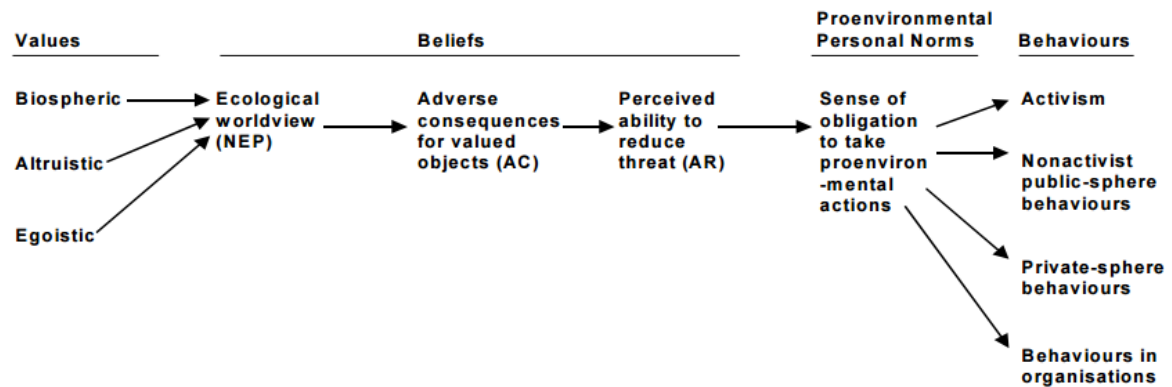 Values
Beliefs
Proenvironmental
Personal Norms
Behaviours
Biospheric
Altruistic
Egoistic
Ecological
worldview
(NEP)
Adverse
consequences
for valued
objects (AC)
Perceived
ability to
reduce
threat (AR)
Sense of
obligation
to take
proenviron
-mental
actions
Activism
Nonactivist
public-sphere
behaviours
Private-sphere
behaviours
Behaviours in
organisations